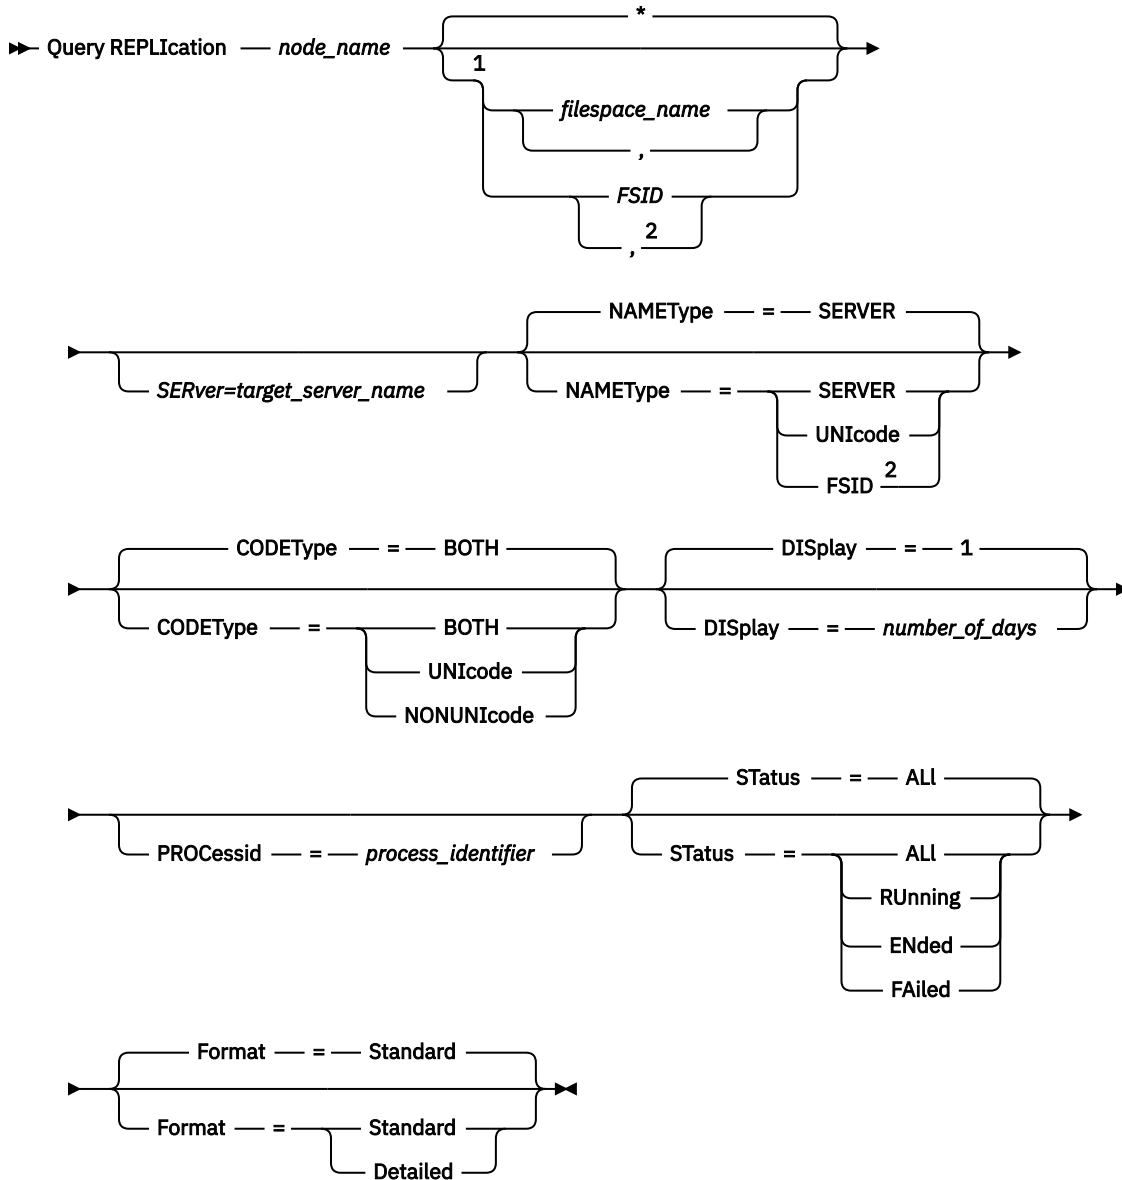 *
Query REPLIcation node_name
1
filespace_name
,
FSID
, 2
NAMEType = SERVER
SERver=target_server_name NAMEType = SERVER
UNIcode
FSID 2
CODEType = BOTH DISplay = 1
CODEType = BOTH DISplay = number_of_days
UNIcode
NONUNIcode
STatus = ALl
PROCessid = process_identifier STatus = ALl
RUnning
ENded
FAiled
Format = Standard
Format = Standard
Detailed